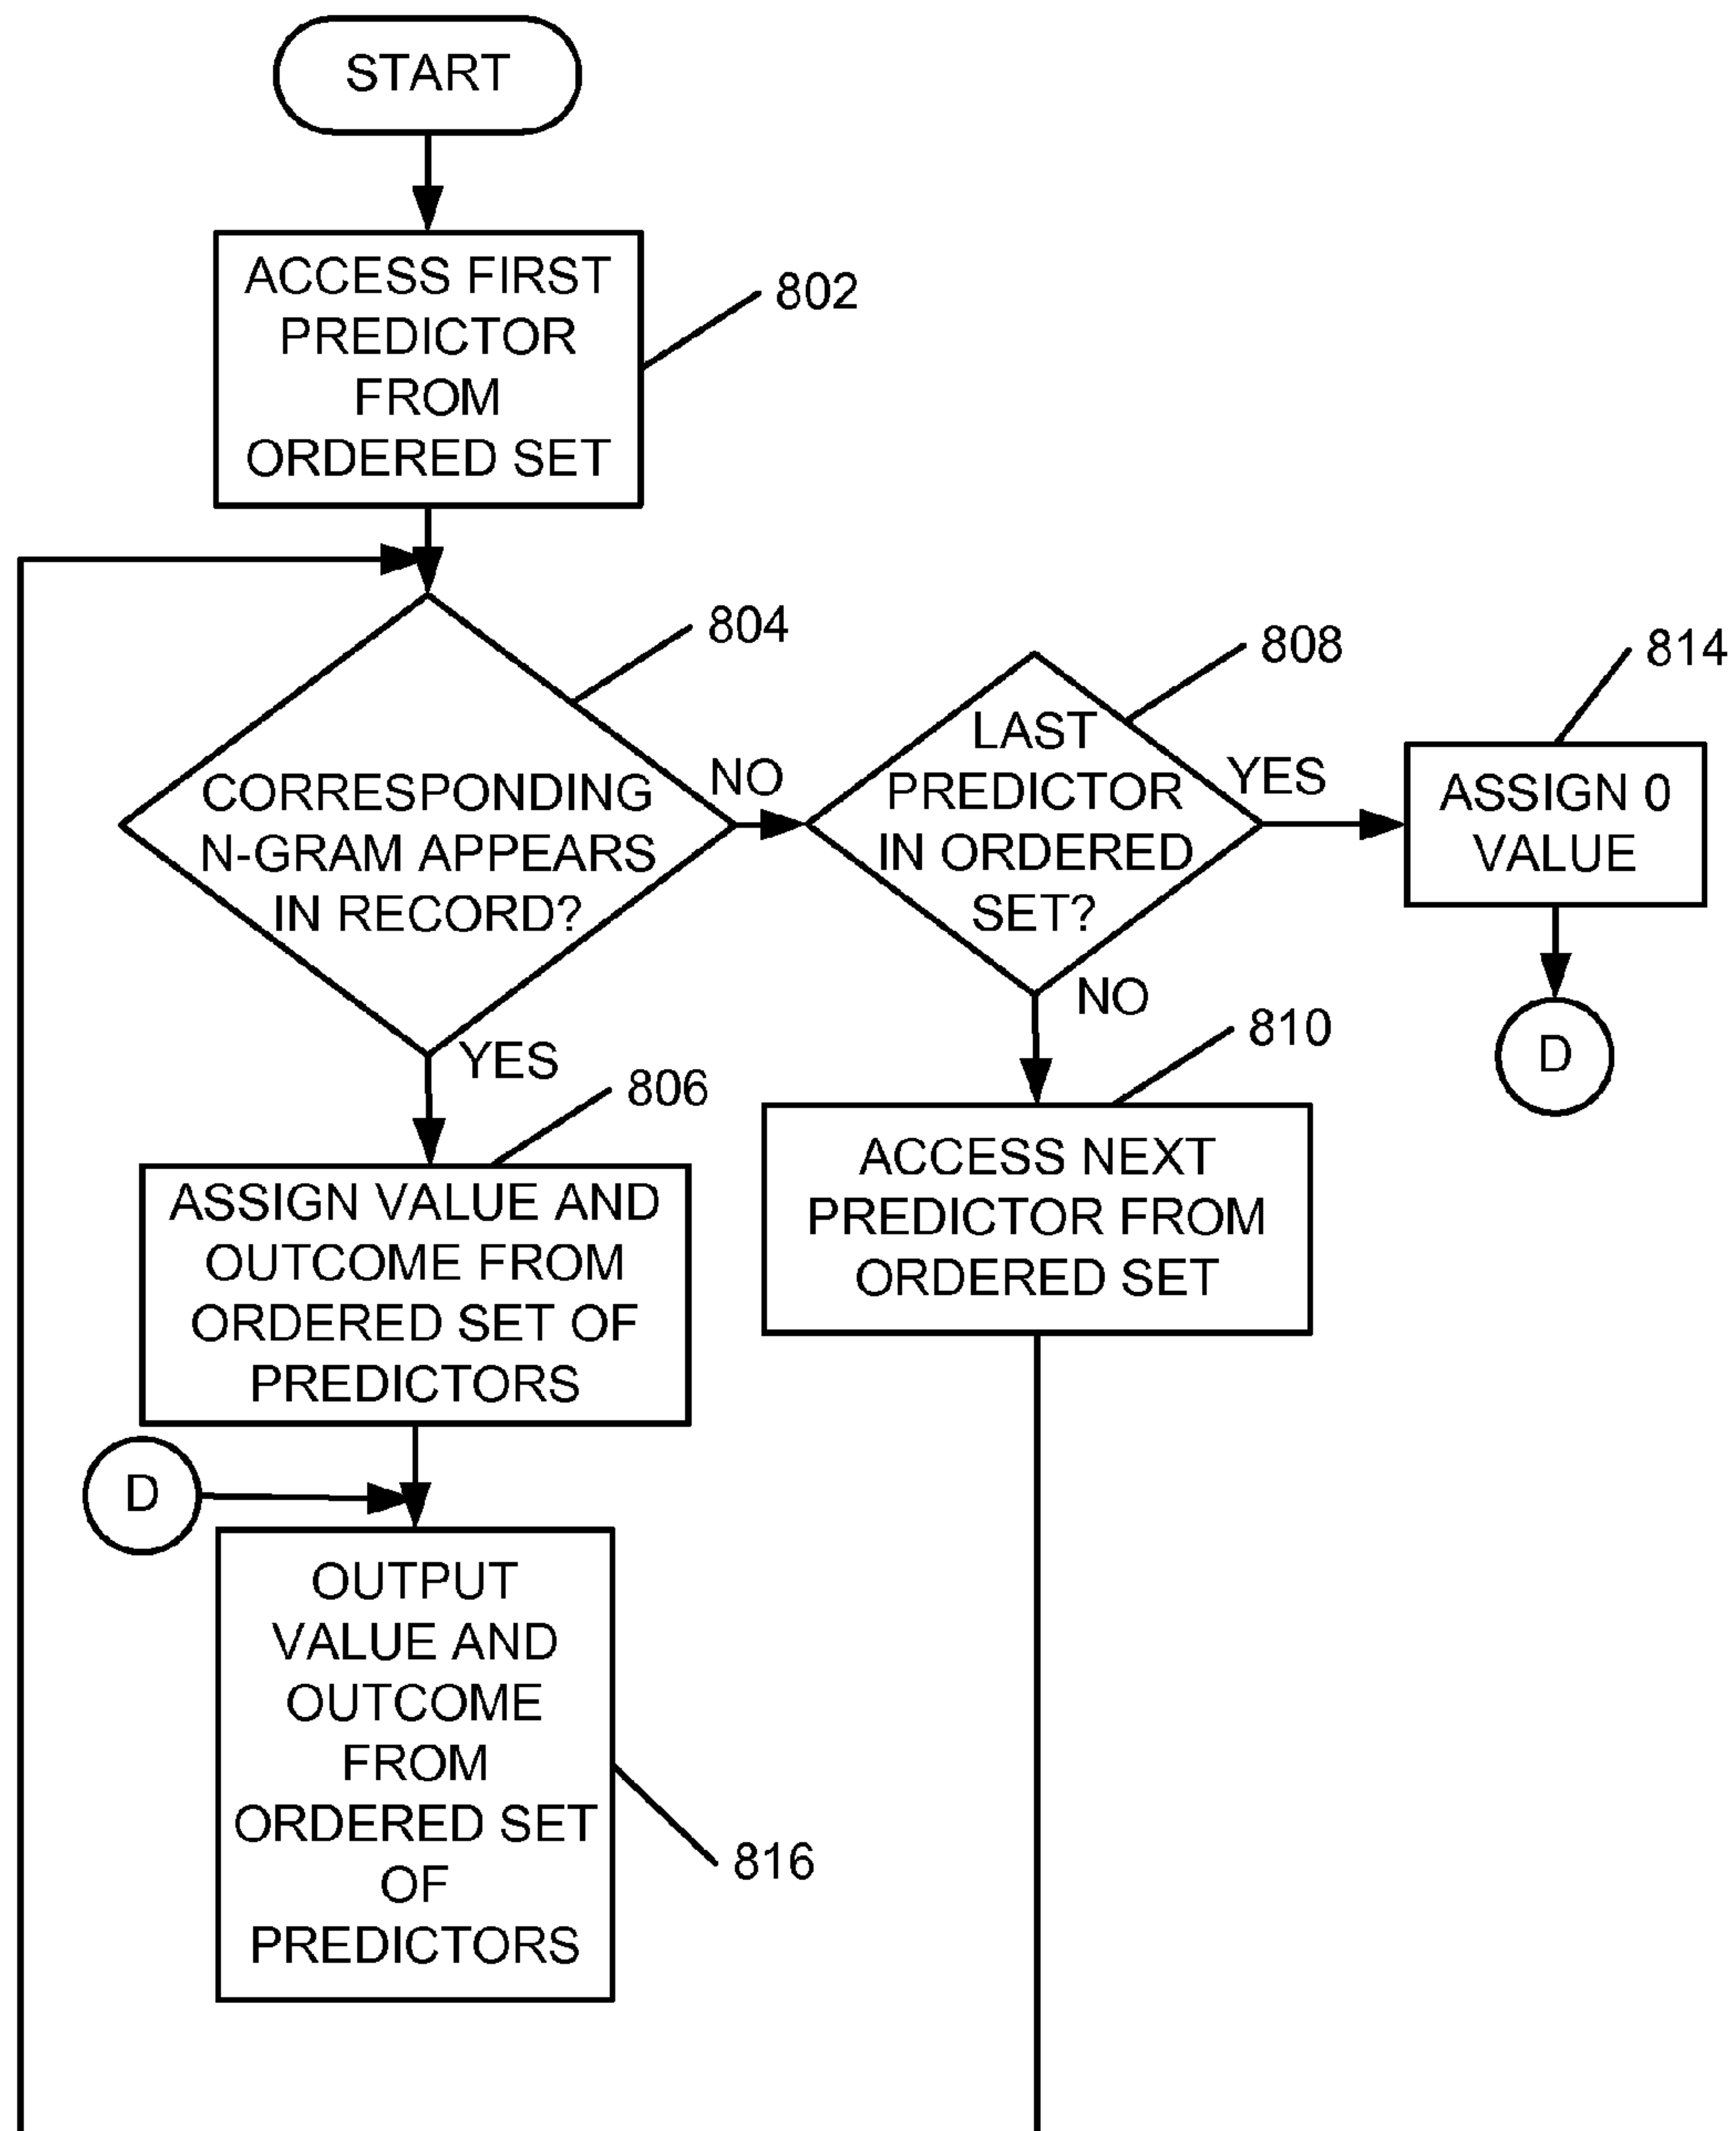 START
ACCESS FIRST
PREDICTOR
FROM
ORDERED SET
802
CORRESPONDING
N-GRAM APPEARS
IN RECORD?
804
NO
YES
LAST
PREDICTOR
IN ORDERED
SET?
808
YES
NO
ASSIGN 0
VALUE
814
D
ASSIGN VALUE AND
OUTCOME FROM
ORDERED SET OF
PREDICTORS
806
ACCESS NEXT
PREDICTOR FROM
ORDERED SET
810
D
OUTPUT
VALUE AND
OUTCOME
FROM
ORDERED SET
OF
PREDICTORS
816